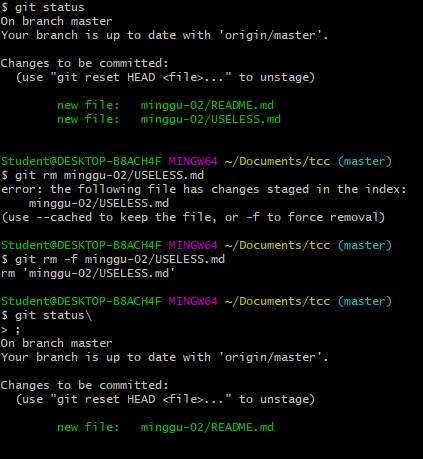 $ git status
On branch master
Your branch is up to date with 'origin/master'.

Changes to be committed:
  (use "git reset HEAD <file>..." to unstage)

        new file:   minggu-02/README.md
        new file:   minggu-02/USELESS.md


Student@DESKTOP-B8ACH4F MINGW64 ~/Documents/tcc (master)
$ git rm minggu-02/USELESS.md
error: the following file has changes staged in the index:
    minggu-02/USELESS.md
(use --cached to keep the file, or -f to force removal)

Student@DESKTOP-B8ACH4F MINGW64 ~/Documents/tcc (master)
$ git rm -f minggu-02/USELESS.md
rm 'minggu-02/USELESS.md'

Student@DESKTOP-B8ACH4F MINGW64 ~/Documents/tcc (master)
$ git status\
> ;
On branch master
Your branch is up to date with 'origin/master'.

Changes to be committed:
  (use "git reset HEAD <file>..." to unstage)

        new file:   minggu-02/README.md